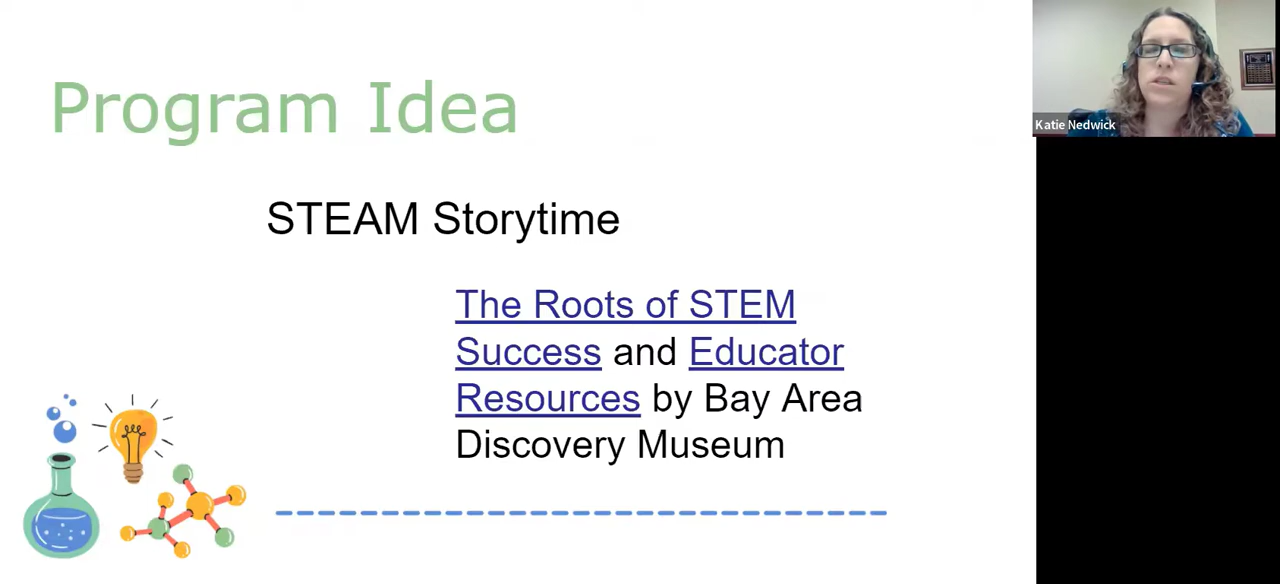 Program Idea
STEAM Storytime
The Roots of STEM
Success and Educator
Resources by Bay Area
Discovery Museum
Katie Nedwick